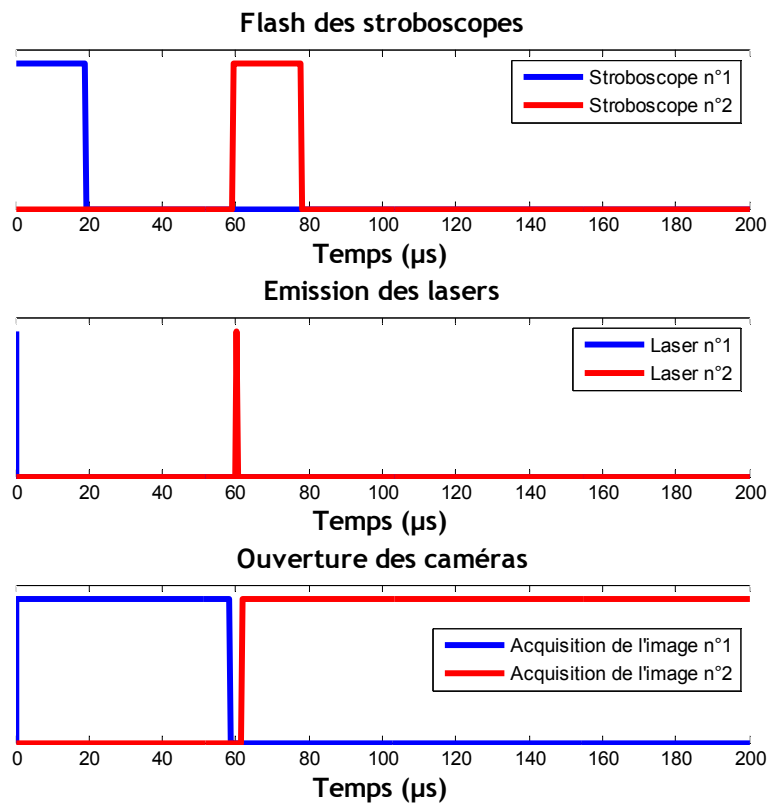 Flash des stroboscopes
Stroboscope n°1
Stroboscope n°2
0 20 40 60 80 100 120 140 160 180 200
Temps (µs)
Emission des lasers
Laser n°1
Laser n°2
0 20 40 60 80 100 120 140 160 180 200
Temps (µs)
Ouverture des caméras
Acquisition de l'image n°1
Acquisition de l'image n°2
0 20 40 60 80 100 120 140 160 180 200
Temps (µs)